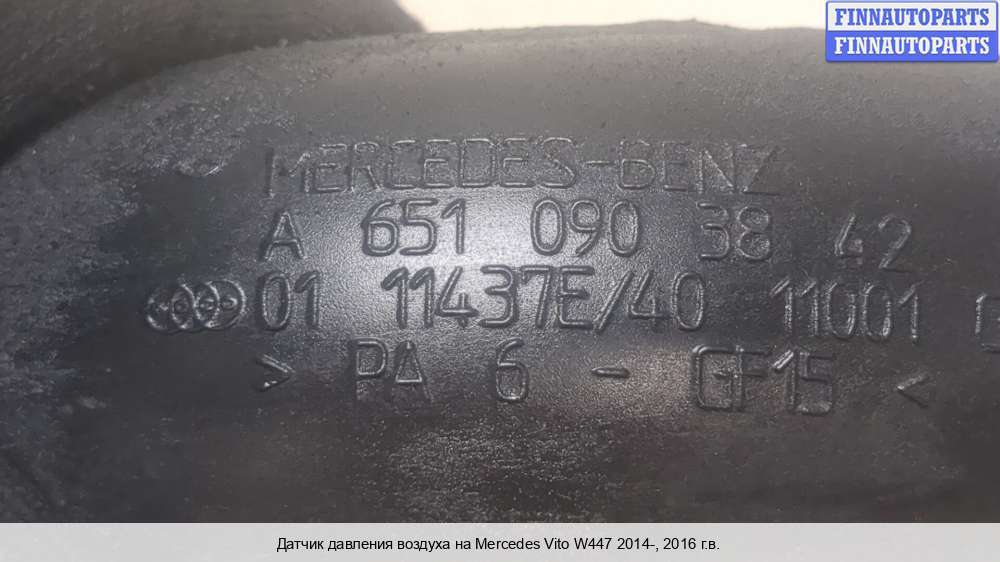 FINNAUTOPARTS
FINNAUTOPARTS
MERCEDES-BENZ
A 651 090 38 42
01 11437E/40 11001
> PA 6 - GF15 <
Датчик давления воздуха на Mercedes Vito W447 2014-, 2016 г.в.